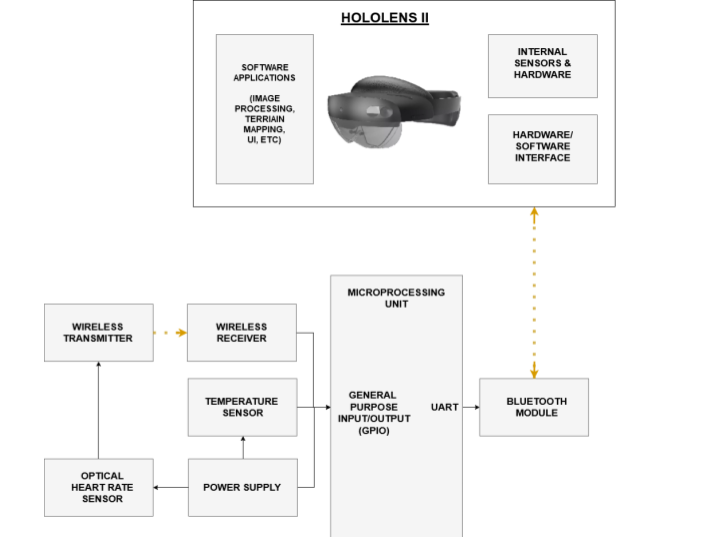 HOLOLENS II
SOFTWARE
APPLICATIONS
(IMAGE
PROCESSING,
TERRIAIN
MAPPING,
UI, ETC)
INTERNAL
SENSORS &
HARDWARE
HARDWARE/
SOFTWARE
INTERFACE
MICROPROCESSING
UNIT
WIRELESS
TRANSMITTER
WIRELESS
RECEIVER
TEMPERATURE
SENSOR
GENERAL
PURPOSE
INPUT/OUTPUT
(GPIO)
UART
BLUETOOTH
MODULE
OPTICAL
HEART RATE
SENSOR
POWER SUPPLY